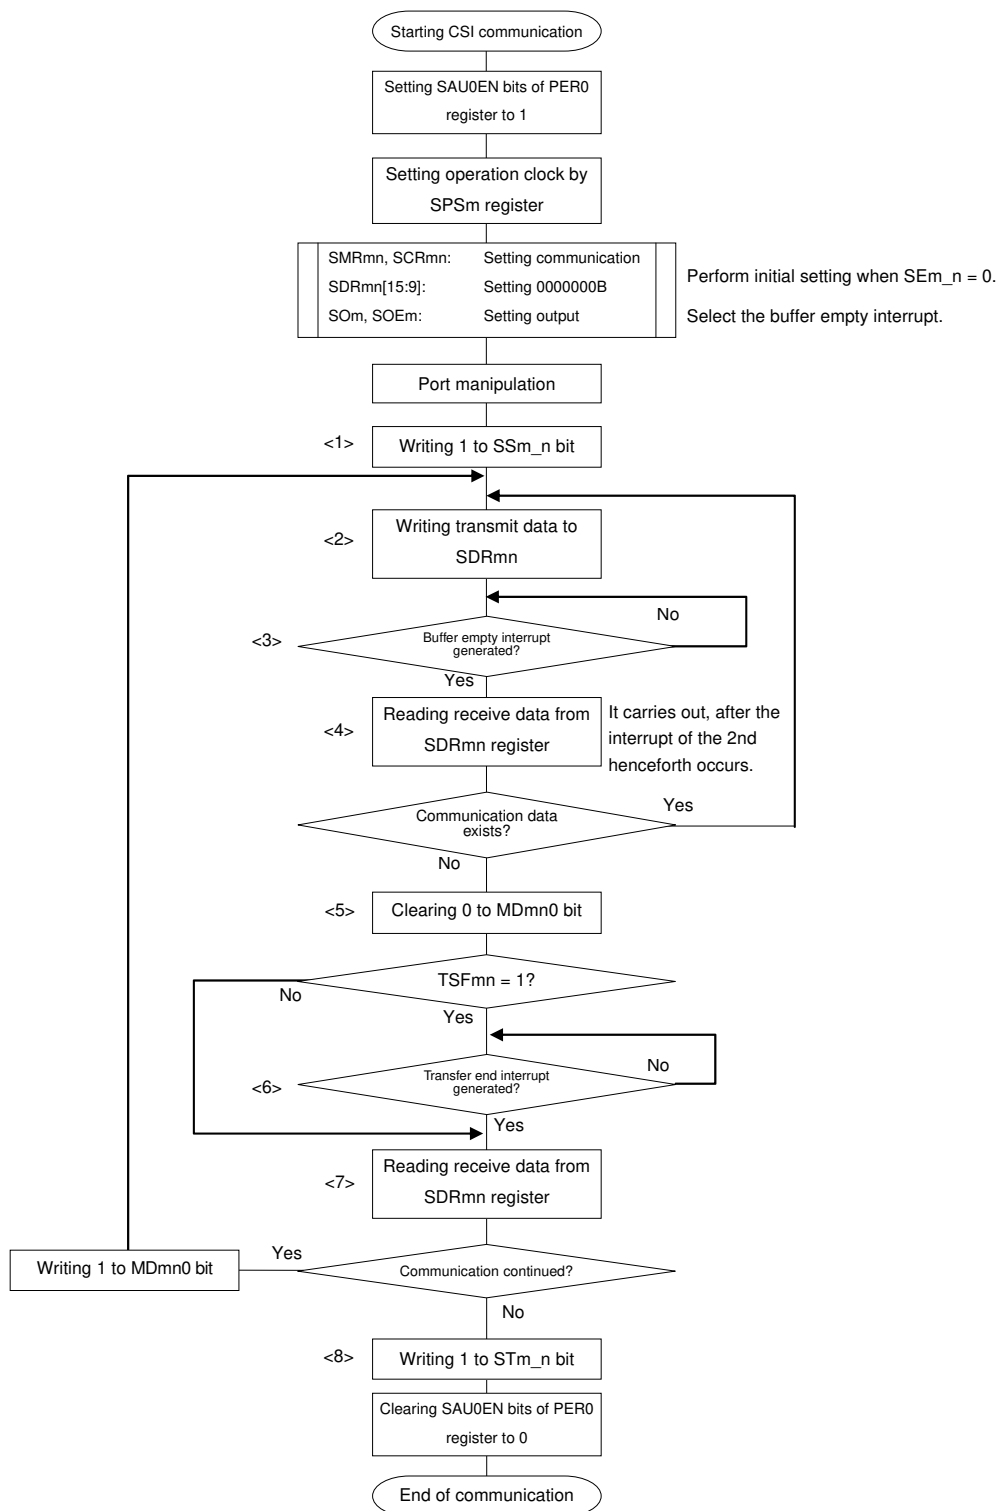 Starting CSI communication
Setting SAU0EN bits of PER0
register to 1
Setting operation clock by
SPSm register
SMRmn, SCRmn: Setting communication
SDRmn[15:9]: Setting 0000000B
SOm, SOEm: Setting output
Perform initial setting when SEm_n = 0.
Select the buffer empty interrupt.
Port manipulation
<1> Writing 1 to SSm_n bit
<2> Writing transmit data to
SDRmn
No
<3> Buffer empty interrupt
generated?
Yes
<4> Reading receive data from
SDRmn register
It carries out, after the
interrupt of the 2nd
henceforth occurs.
Communication data
exists?
Yes
No
<5> Clearing 0 to MDmn0 bit
TSFmn = 1?
No
Yes
No
<6> Transfer end interrupt
generated?
Yes
<7> Reading receive data from
SDRmn register
Writing 1 to MDmn0 bit
Yes
Communication continued?
No
<8> Writing 1 to STm_n bit
Clearing SAU0EN bits of PER0
register to 0
End of communication